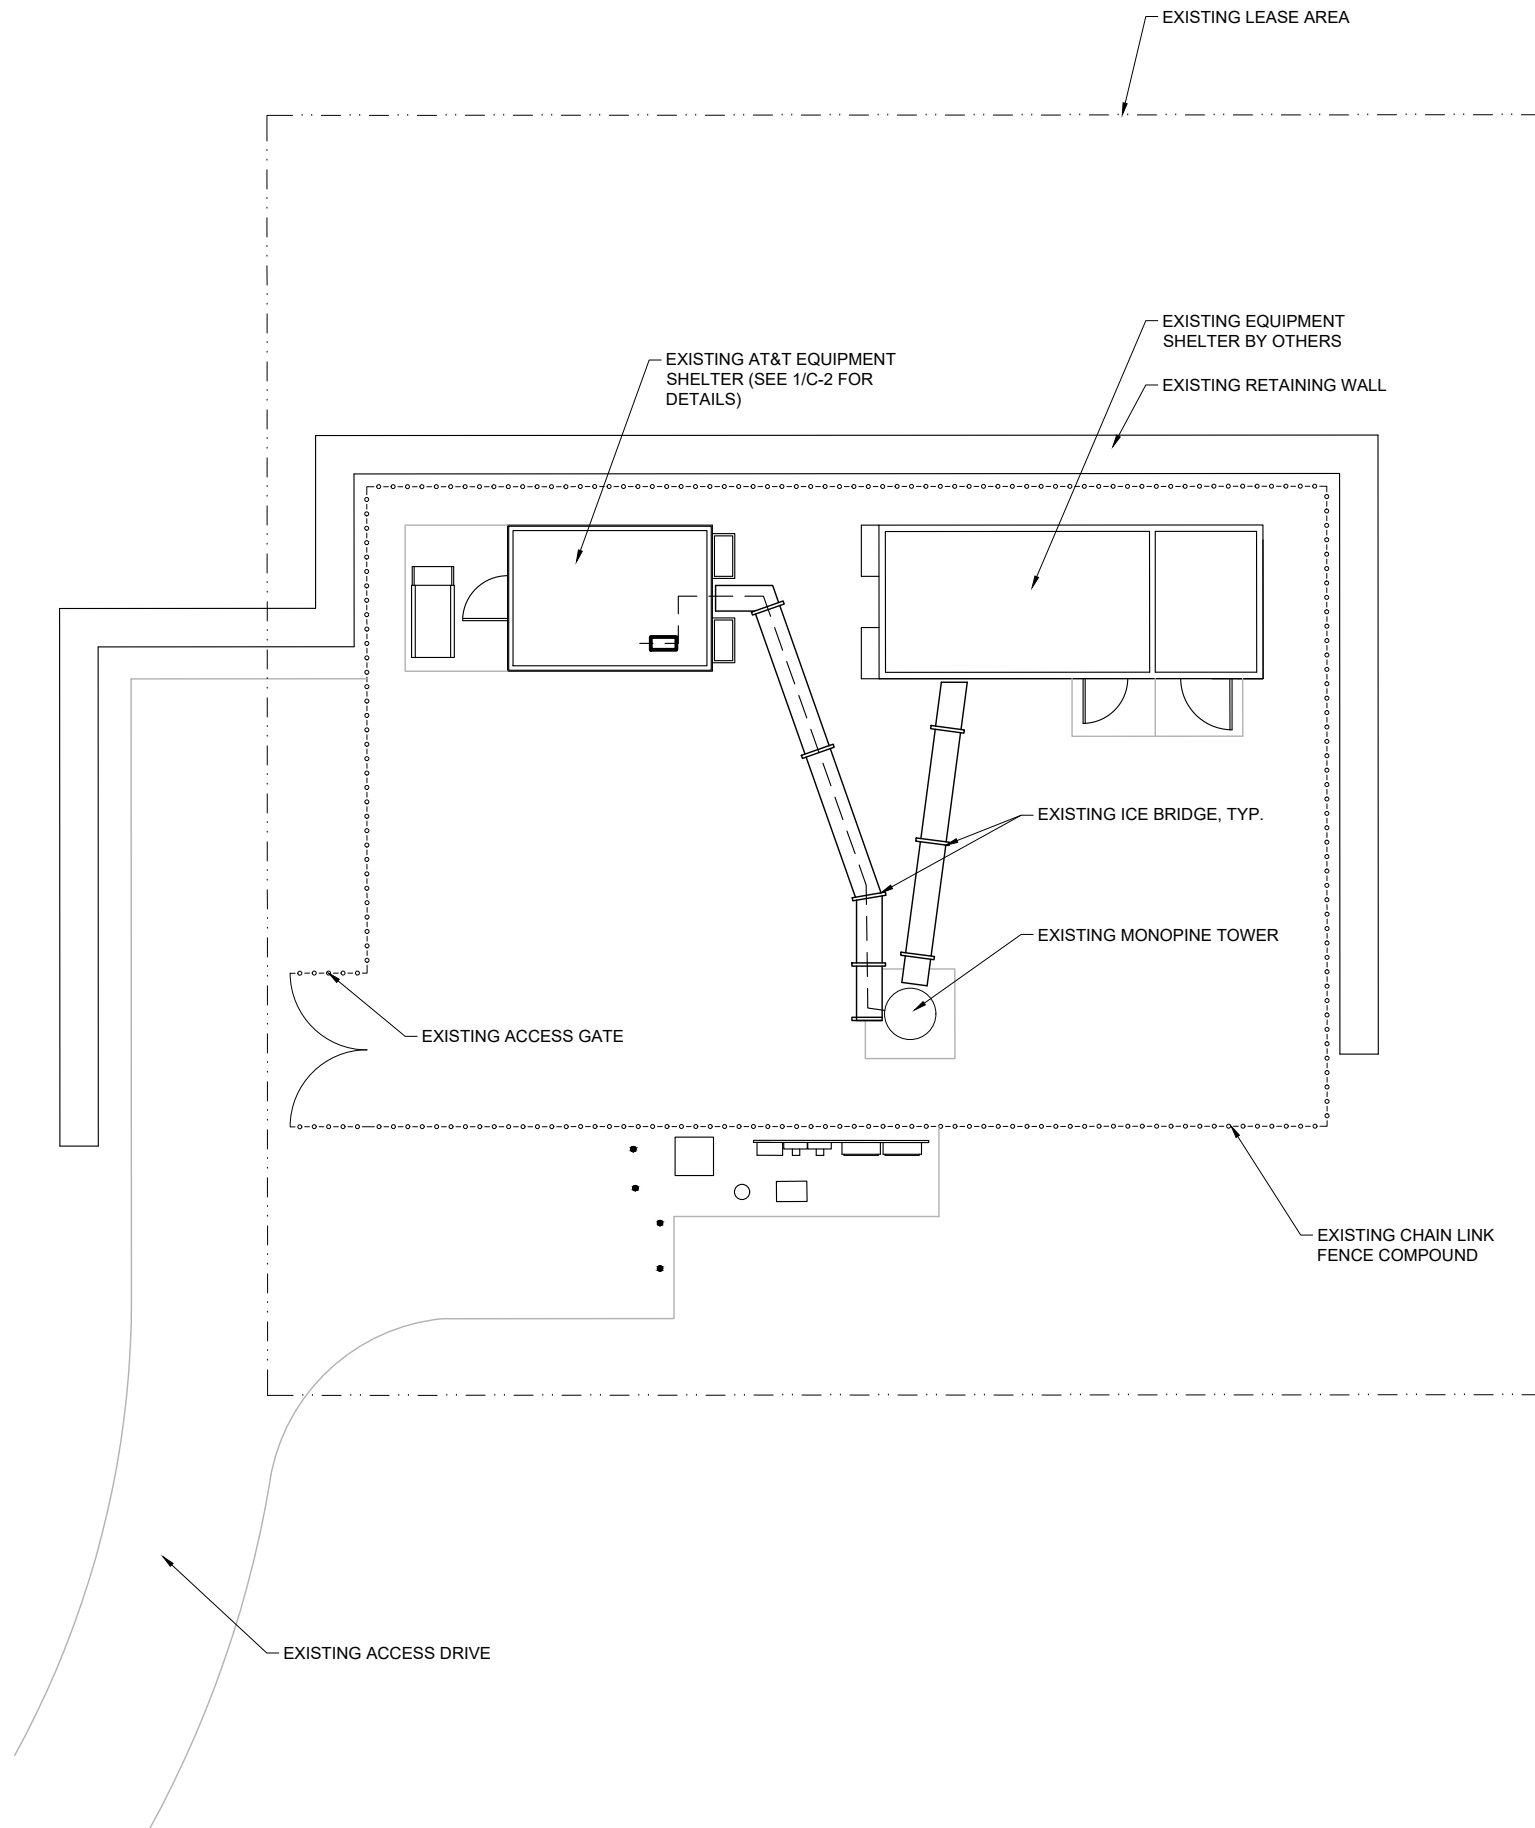 EXISTING LEASE AREA
EXISTING EQUIPMENT
SHELTER BY OTHERS
EXISTING AT&T EQUIPMENT
SHELTER (SEE 1/C-2 FOR
DETAILS)
EXISTING RETAINING WALL
EXISTING ICE BRIDGE, TYP.
EXISTING MONOPINE TOWER
EXISTING ACCESS GATE
EXISTING CHAIN LINK
FENCE COMPOUND
EXISTING ACCESS DRIVE